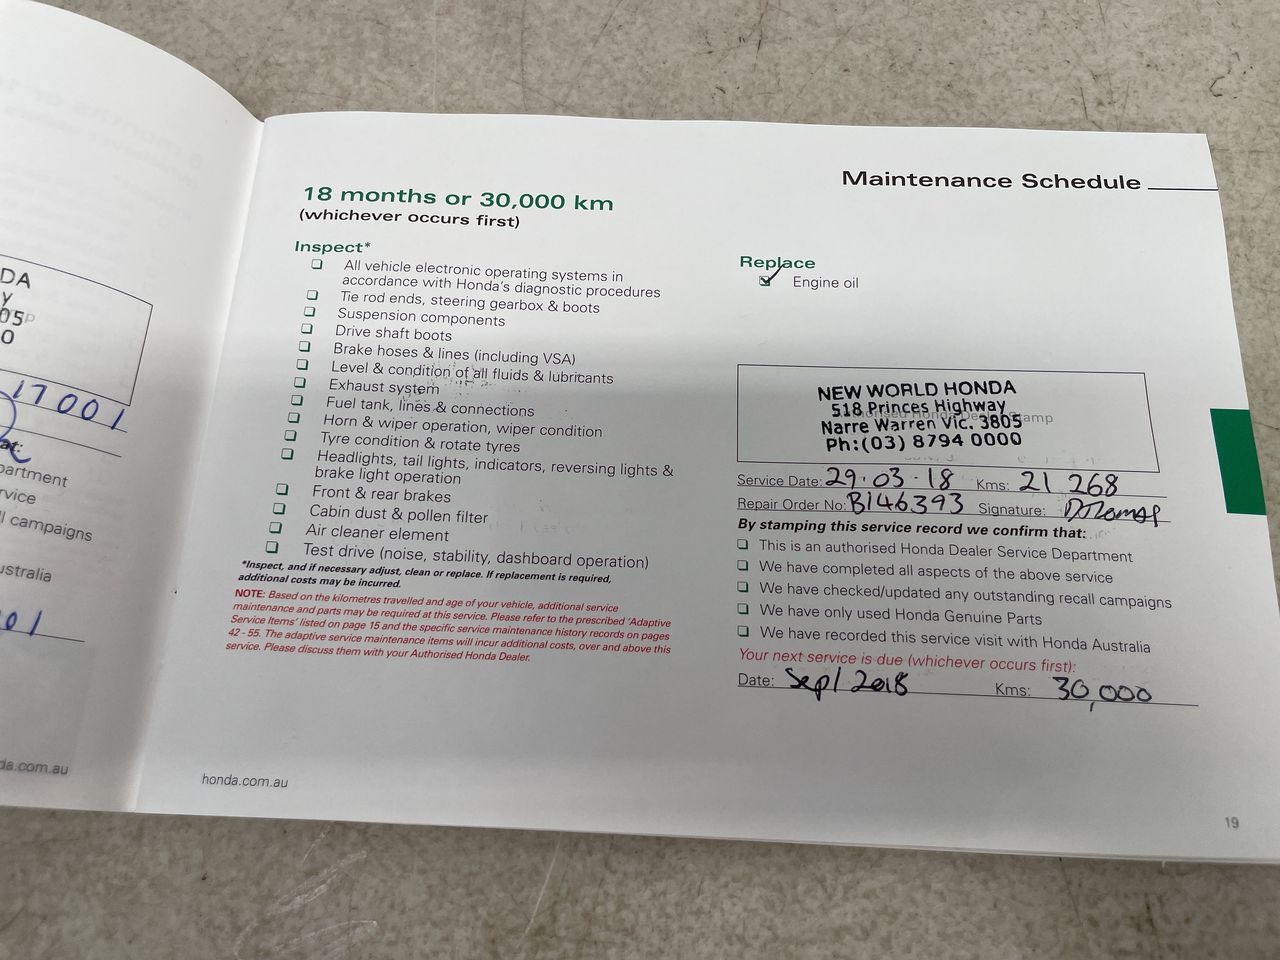 DA
y
05
0
17001
at:
partment
rvice
ll campaigns
ustralia
01
da.com.au
Maintenance Schedule
18 months or 30,000 km
(whichever occurs first)
Inspect*
All vehicle electronic operating systems in
accordance with Honda's diagnostic procedures
Tie rod ends, steering gearbox & boots
Suspension components
Drive shaft boots
Brake hoses & lines (including VSA)
Level & condition of all fluids & lubricants
Exhaust system
Fuel tank, lines & connections
Horn & wiper operation, wiper condition
Tyre condition & rotate tyres
Headlights, tail lights, indicators, reversing lights &
brake light operation
Front & rear brakes
Cabin dust & pollen filter
Air cleaner element
Test drive (noise, stability, dashboard operation)
*Inspect, and if necessary adjust, clean or replace. If replacement is required,
additional costs may be incurred.
NOTE: Based on the kilometres travelled and age of your vehicle, additional service
maintenance and parts may be required at this service. Please refer to the prescribed 'Adaptive
Service Items' listed on page 15 and the specific service maintenance history records on pages
42 - 55. The adaptive service maintenance items will incur additional costs, over and above this
service. Please discuss them with your Authorised Honda Dealer.
honda.com.au
Replace
Engine oil
NEW WORLD HONDA
518 Princes Highway
Narre Warren Vic. 3805
Ph:(03) 8794 0000
Service Date: 29.03.18 Kms: 21 268
Repair Order No: B146393 Signature:
By stamping this service record we confirm that:
This is an authorised Honda Dealer Service Department
We have completed all aspects of the above service
We have checked/updated any outstanding recall campaigns
We have only used Honda Genuine Parts
We have recorded this service visit with Honda Australia
Your next service is due (whichever occurs first):
Date: Sep/ 2018 Kms: 30,000
19